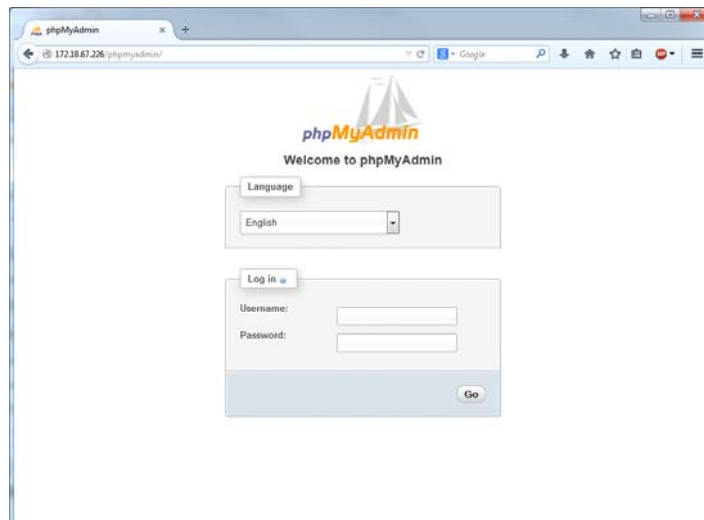 phpMyAdmin
172.18.67.226/phpmyadmin/
Google
phpMyAdmin
Welcome to phpMyAdmin
Language
English
Log in
Username:
Password:
Go